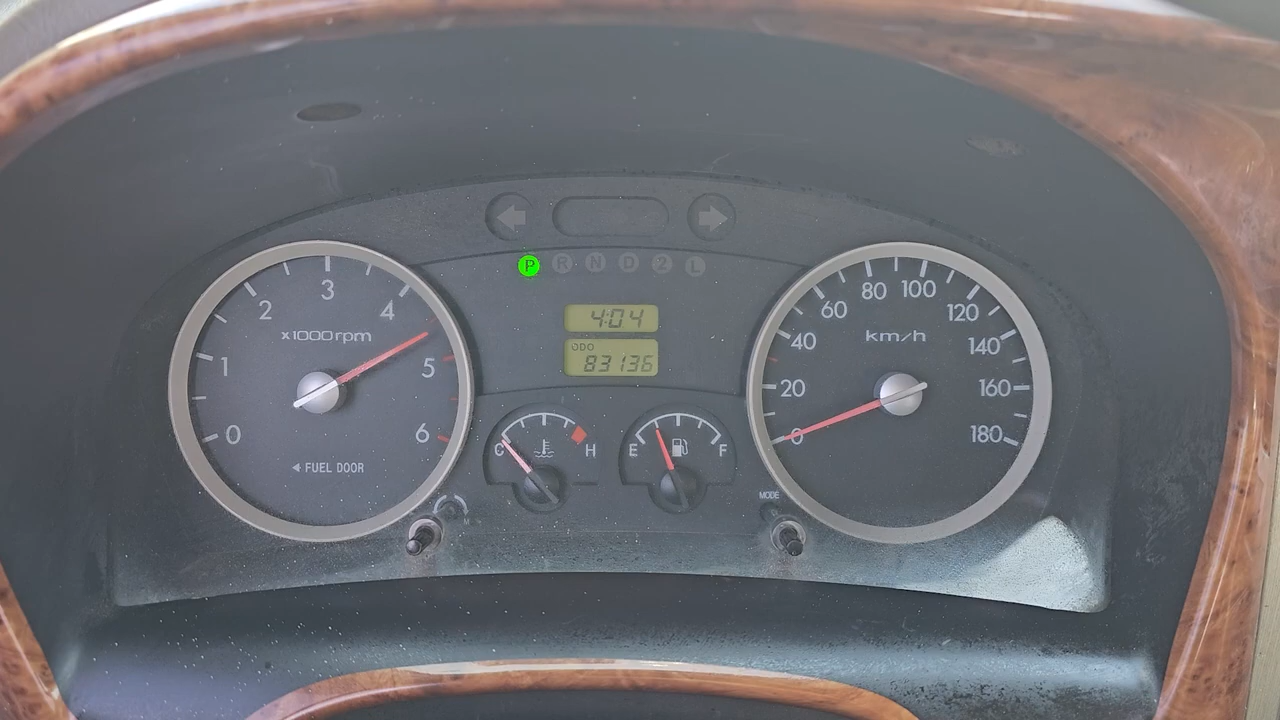 P R N D 2 L
4:04
ODO
83136
0 1 2 3 4 5 6
x1000rpm
FUEL DOOR
C H
E F
MODE
0 20 40 60 80 100 120 140 160 180
km/h